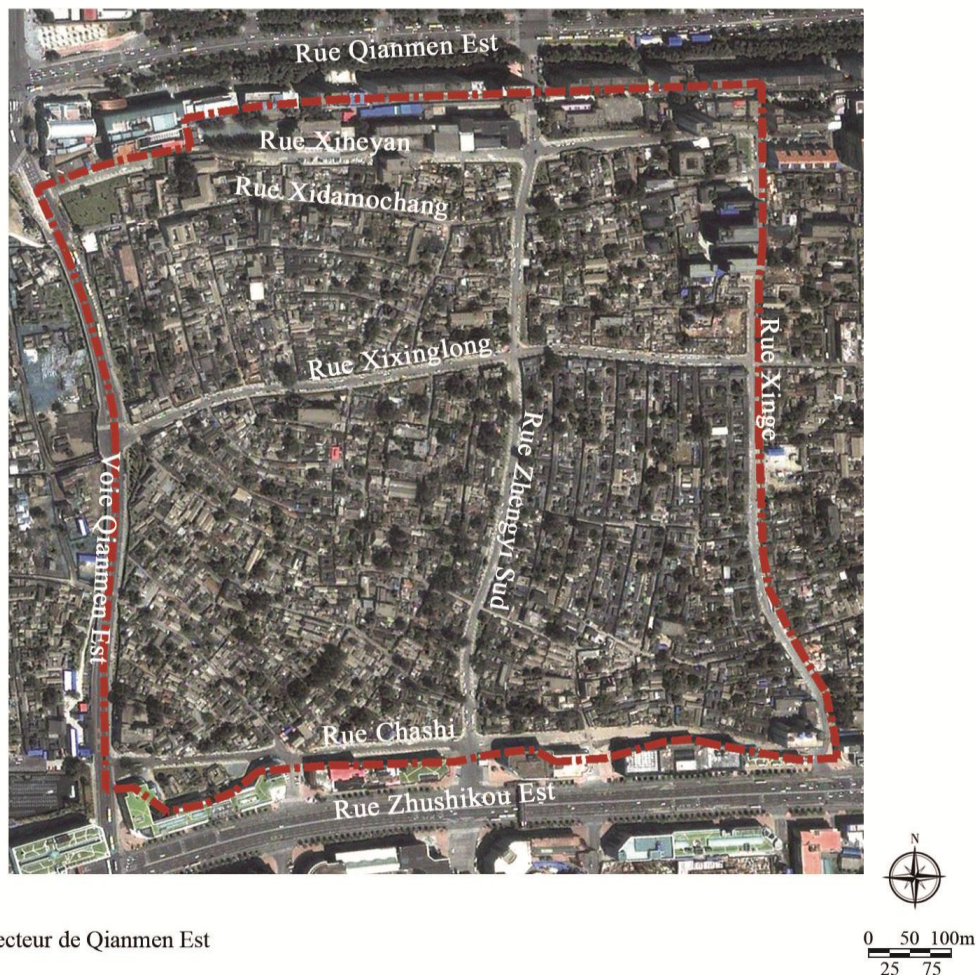 Rue Qianmen Est
Rue Xiheyan
Rue Xidamochang
Rue Xixinglong
Rue Xinge
Rue Zhengyi Sud
Voie Qianmen Est
Rue Chashi
Rue Zhushikou Est
N
ecteur de Qianmen Est
0 50 100m
25 75